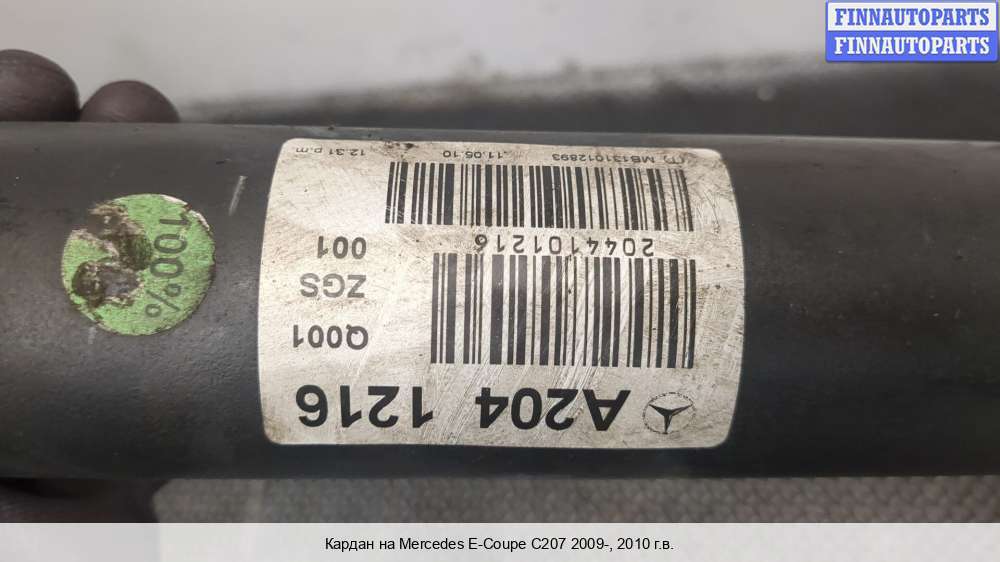 FINNAUTOPARTS
FINNAUTOPARTS
A204 1216
Q001
ZGS
001
2044101216
MB131012893
11.05.10
12.31 p.m
100%
Кардан на Mercedes E-Coupe C207 2009-, 2010 г.в.